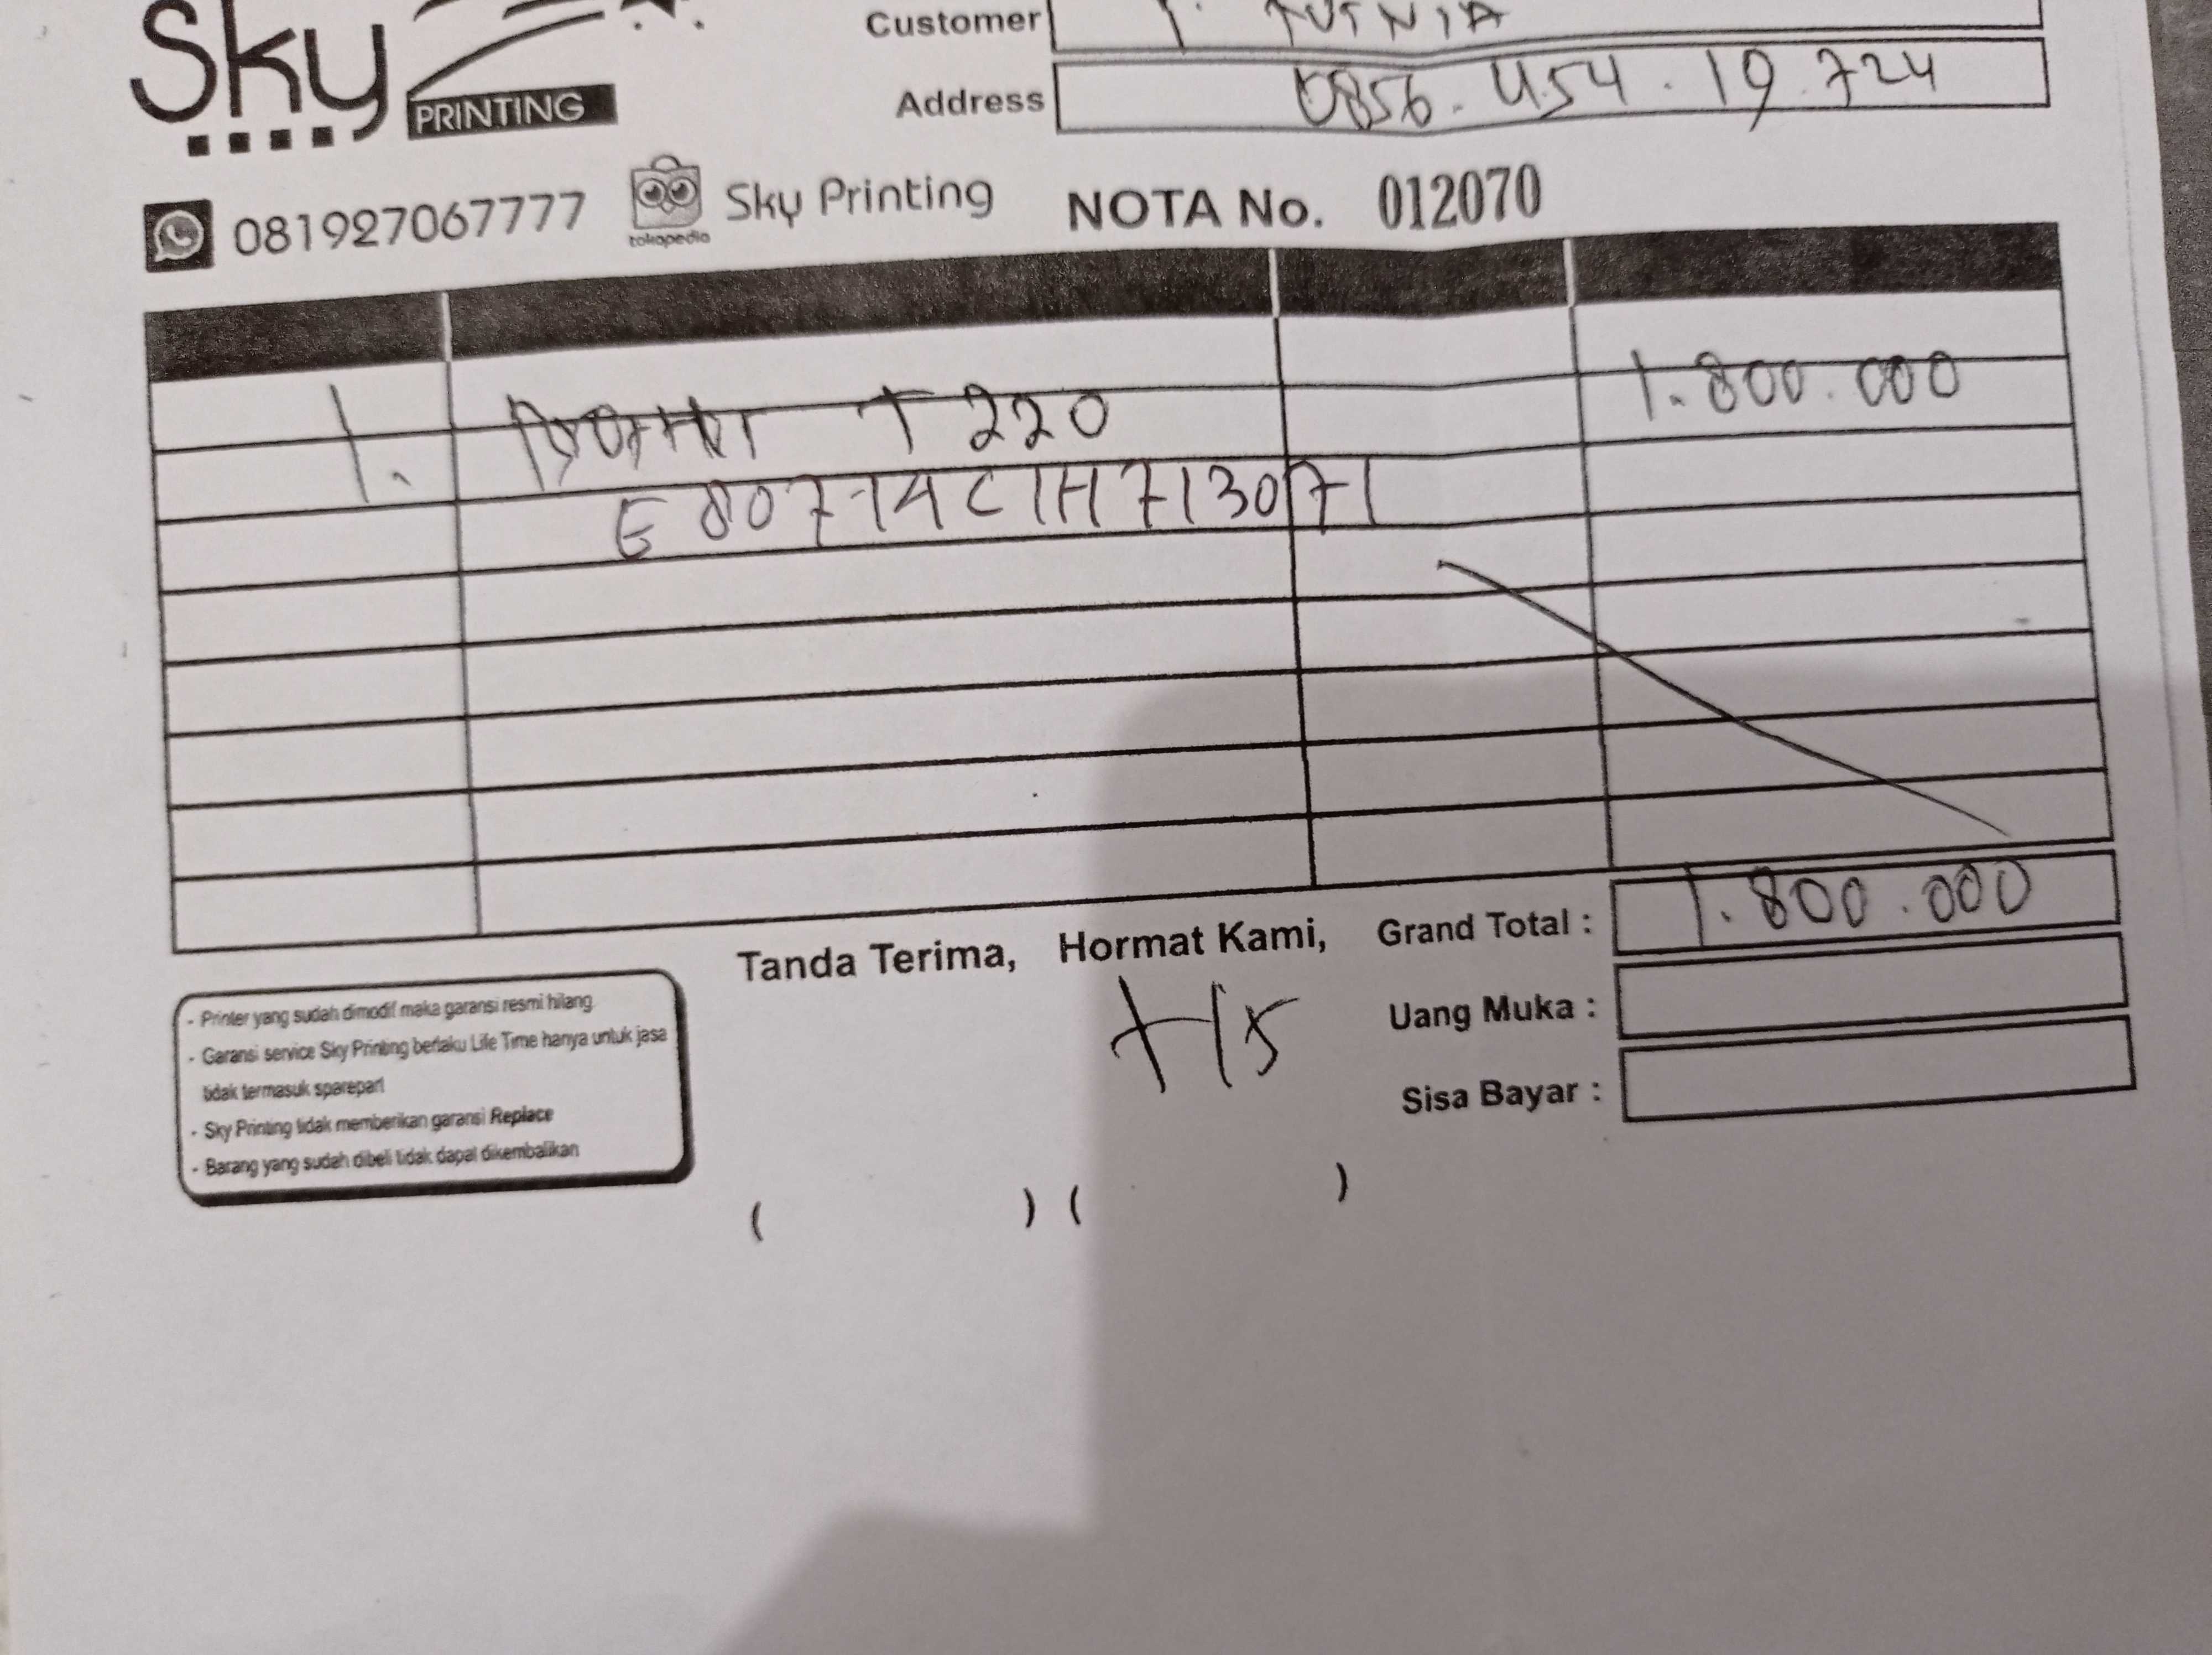 Sky
PRINTING
Customer
Address 0856. 454. 19. 724
081927067777 tokopedia Sky Printing NOTA No. 012070
1. T 220 1.800.000
E8071AC1H713071
Grand Total : 1.800.000
Tanda Terima, Hormat Kami,
Uang Muka :
Sisa Bayar :
- Printer yang sudah dimodif maka garansi resmi hilang.
- Garansi service Sky Printing berlaku Life Time hanya untuk jasa
tidak termasuk sparepart
- Sky Printing tidak memberikan garansi Replace
- Barang yang sudah dibeli tidak dapat dikembalikan
( ) ( )